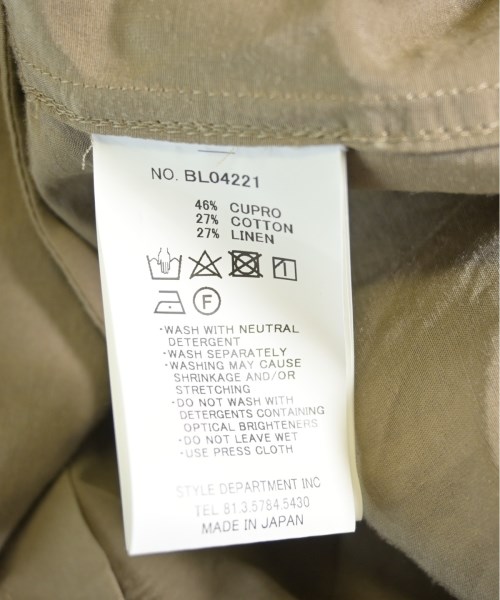 NO. BL04221
46% CUPRO
27% COTTON
27% LINEN
F
・WASH WITH NEUTRAL
DETERGENT
・WASH SEPARATELY
・WASHING MAY CAUSE
SHRINKAGE AND/OR
STRETCHING
・DO NOT WASH WITH
DETERGENTS CONTAINING
OPTICAL BRIGHTENERS
・DO NOT LEAVE WET
・USE PRESS CLOTH
STYLE DEPARTMENT INC
TEL 81.3.5784.5430
MADE IN JAPAN